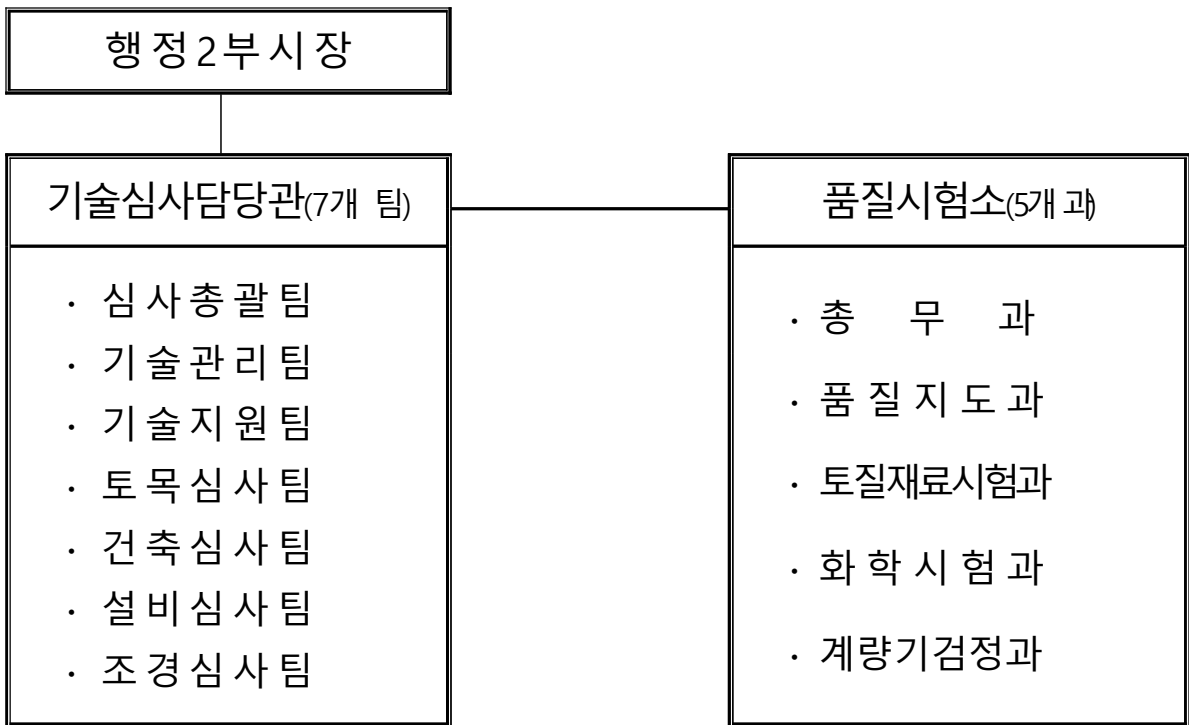 행정2부시장
기술심사담당관(7개 팀)
· 심사총괄팀
· 기술관리팀
· 기술지원팀
· 토목심사팀
· 건축심사팀
· 설비심사팀
· 조경심사팀
품질시험소(5개 과)
· 총 무 과
· 품질지도과
· 토질재료시험과
· 화학시험과
· 계량기검정과